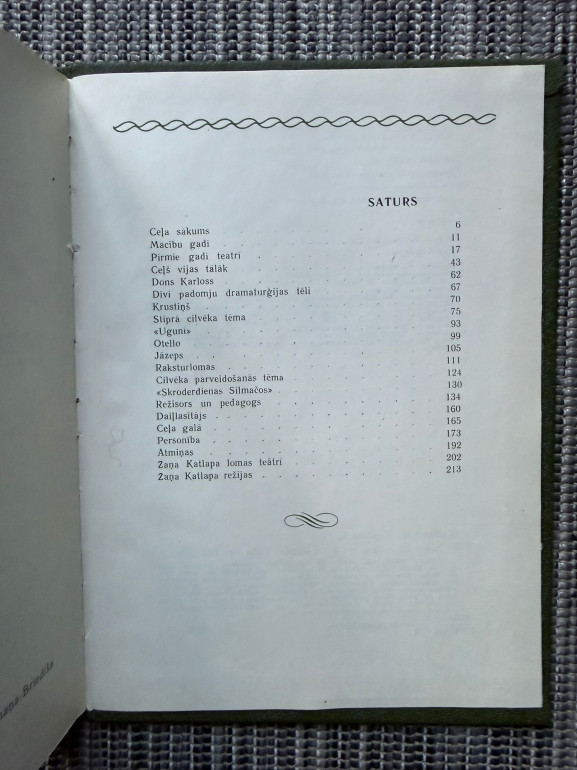 SATURS
Ceļa sākums . . . . . . . . . 6
Mācību gadi . . . . . . . . . 11
Pirmie gadi teātrī . . . . . . . . . 17
Ceļš vijas tālāk . . . . . . . . . 43
Dons Karloss . . . . . . . . . 62
Divi padomju dramaturģijas tēli . . . . . . . . . 67
Krustiņš . . . . . . . . . 70
Stiprā cilvēka tēma . . . . . . . . . 75
«Uguni» . . . . . . . . . 93
Otello . . . . . . . . . 99
Jāzeps . . . . . . . . . 105
Raksturlomas . . . . . . . . . 111
Cilvēka pārveidošanās tēma . . . . . . . . . 124
«Skroderdienas Silmačos» . . . . . . . . . 130
Režisors un pedagogs . . . . . . . . . 134
Daiļlasītājs . . . . . . . . . 160
Ceļa galā . . . . . . . . . 165
Personība . . . . . . . . . 173
Atmiņas . . . . . . . . . 192
Žaņa Katlapa lomas teātrī . . . . . . . . . 202
Žaņa Katlapa režijas . . . . . . . . . 213